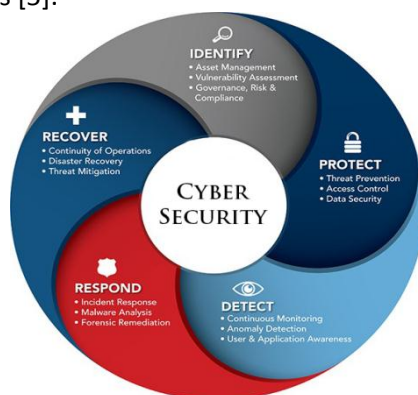 s [9].
IDENTIFY
• Asset Management
• Vulnerability Assessment
• Governance, Risk &
Compliance
PROTECT
• Threat Prevention
• Access Control
• Data Security
DETECT
• Continuous Monitoring
• Anomaly Detection
• User & Application Awareness
RESPOND
• Incident Response
• Malware Analysis
• Forensic Remediation
RECOVER
• Continuity of Operations
• Disaster Recovery
• Threat Mitigation
CYBER
SECURITY